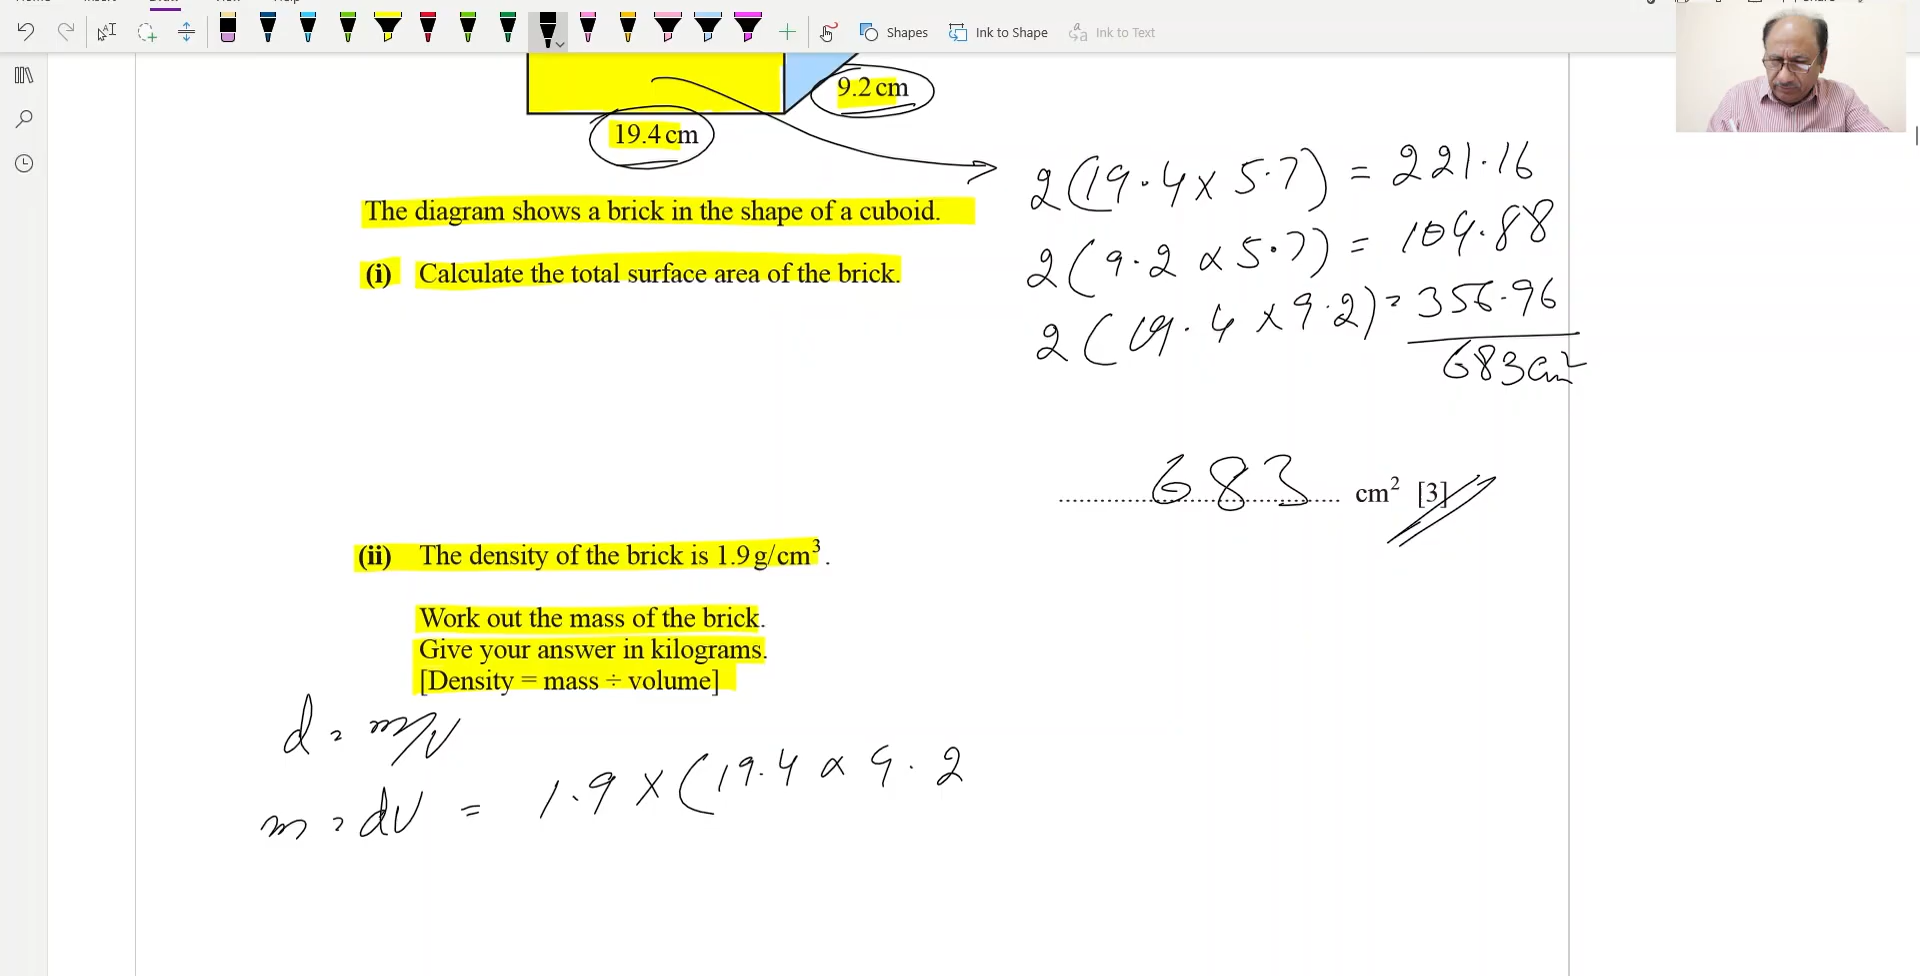 Shapes Ink to Shape Ink to Text
9.2 cm
19.4 cm
2(19.4 x 5.7) = 221.16
The diagram shows a brick in the shape of a cuboid.
2(9.2 x 5.7) = 104.88
(i) Calculate the total surface area of the brick.
2(19.4 x 9.2) = 356.96
683cm²
683 cm² [3]
(ii) The density of the brick is 1.9 g/cm³.
Work out the mass of the brick.
Give your answer in kilograms.
[Density = mass ÷ volume]
d = m/v
m = dv = 1.9 x (19.4 x 9.2